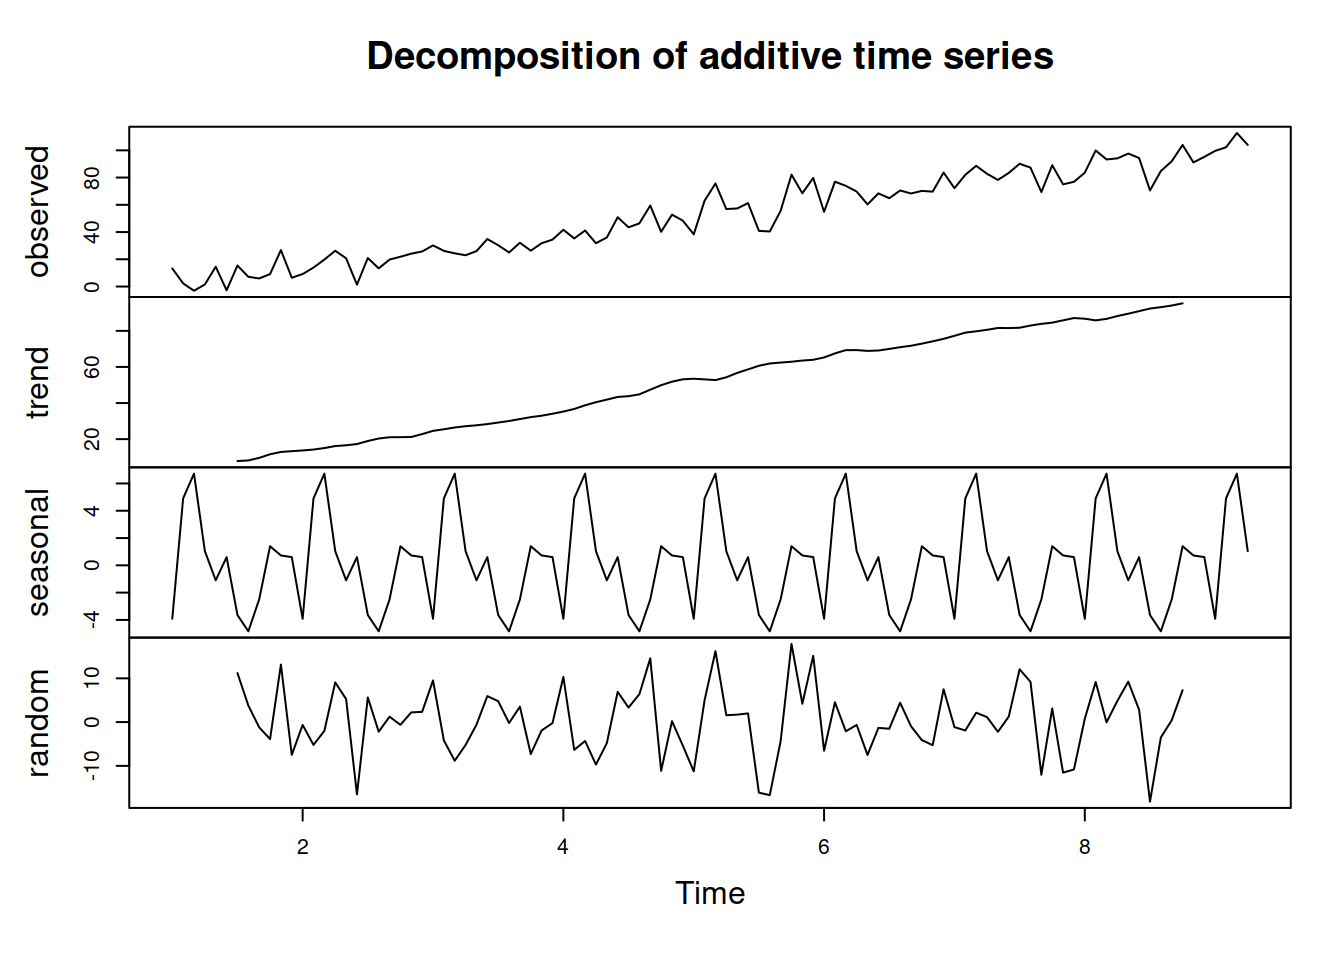 Decomposition of additive time series
observed
0 40 80
trend
20 60
seasonal
-4 0 4
random
-10 0 10
2 4 6 8
Time